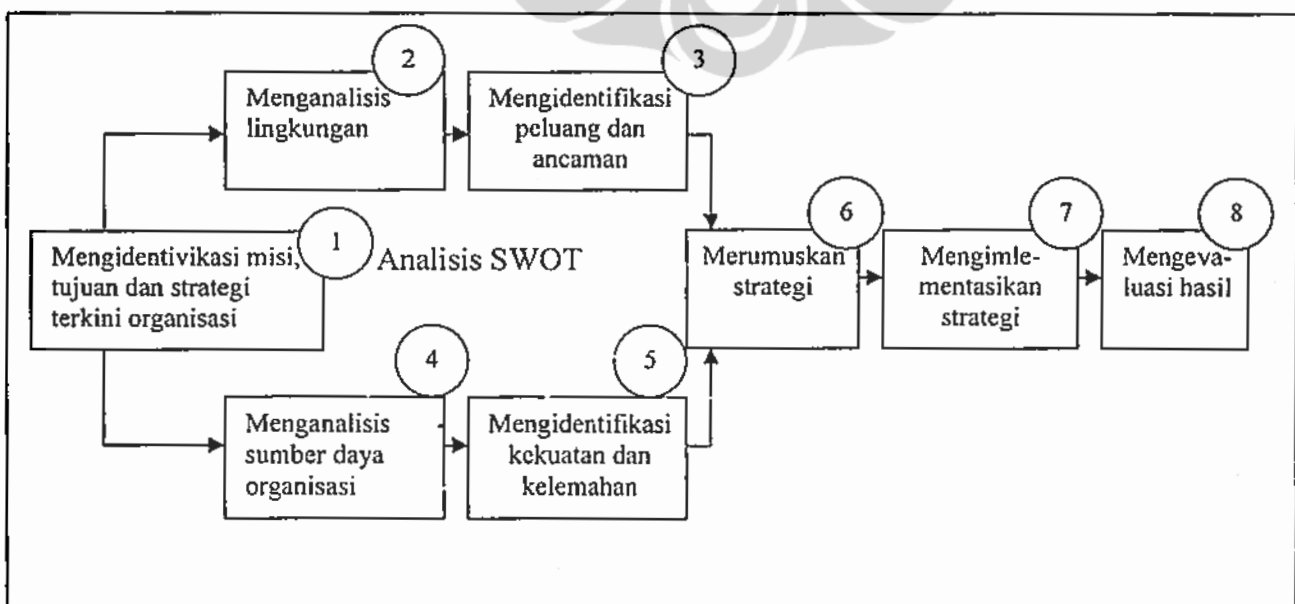 2
Menganalisis
lingkungan
3
Mengidentifikasi
peluang dan
ancaman
1
Mengidentivikasi misi,
tujuan dan strategi
terkini organisasi
Analisis SWOT
4
Menganalisis
sumber daya
organisasi
5
Mengidentifikasi
kekuatan dan
kelemahan
6
Merumuskan
strategi
7
Mengimle-
mentasikan
strategi
8
Mengeva-
luasi hasil